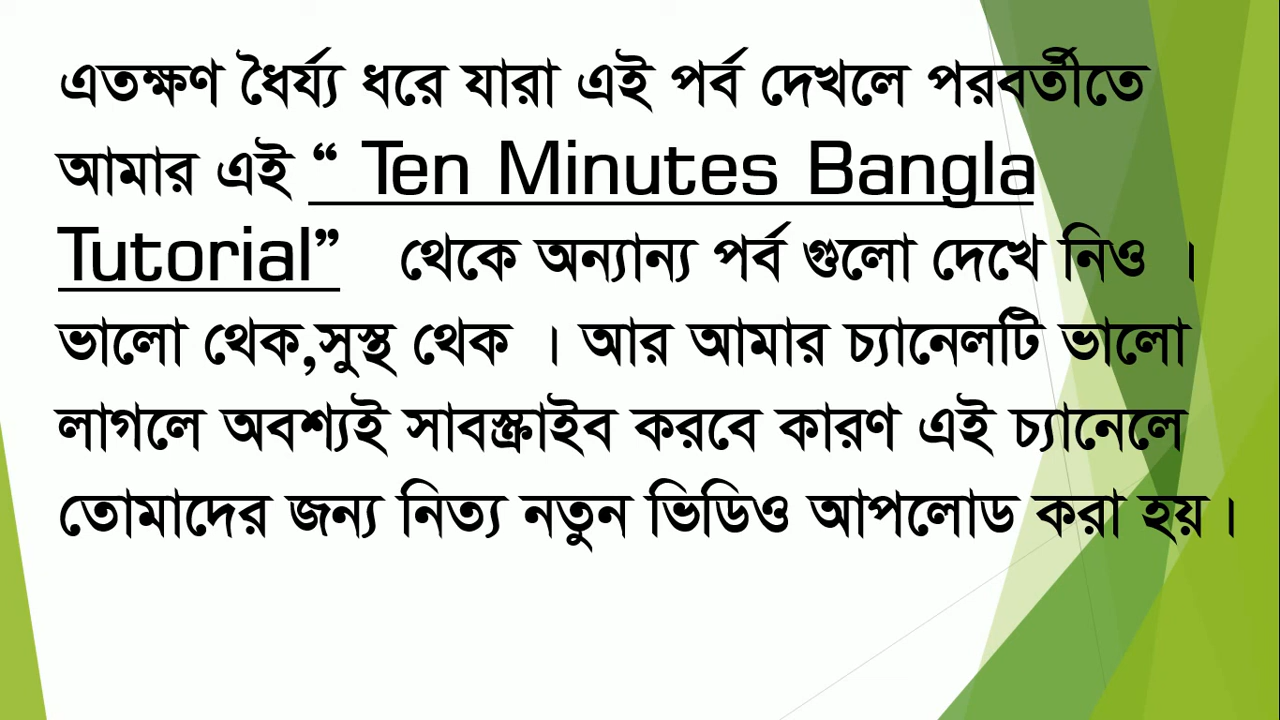 এতক্ষণ ধৈর্য্য ধরে যারা এই পর্ব দেখলে পরবর্তীতে
আমার এই “ Ten Minutes Bangla
Tutorial” থেকে অন্যান্য পর্ব গুলো দেখে নিও ।
ভালো থেক,সুস্থ থেক । আর আমার চ্যানেলটি ভালো
লাগলে অবশ্যই সাবস্ক্রাইব করবে কারণ এই চ্যানেলে
তোমাদের জন্য নিত্য নতুন ভিডিও আপলোড করা হয়।